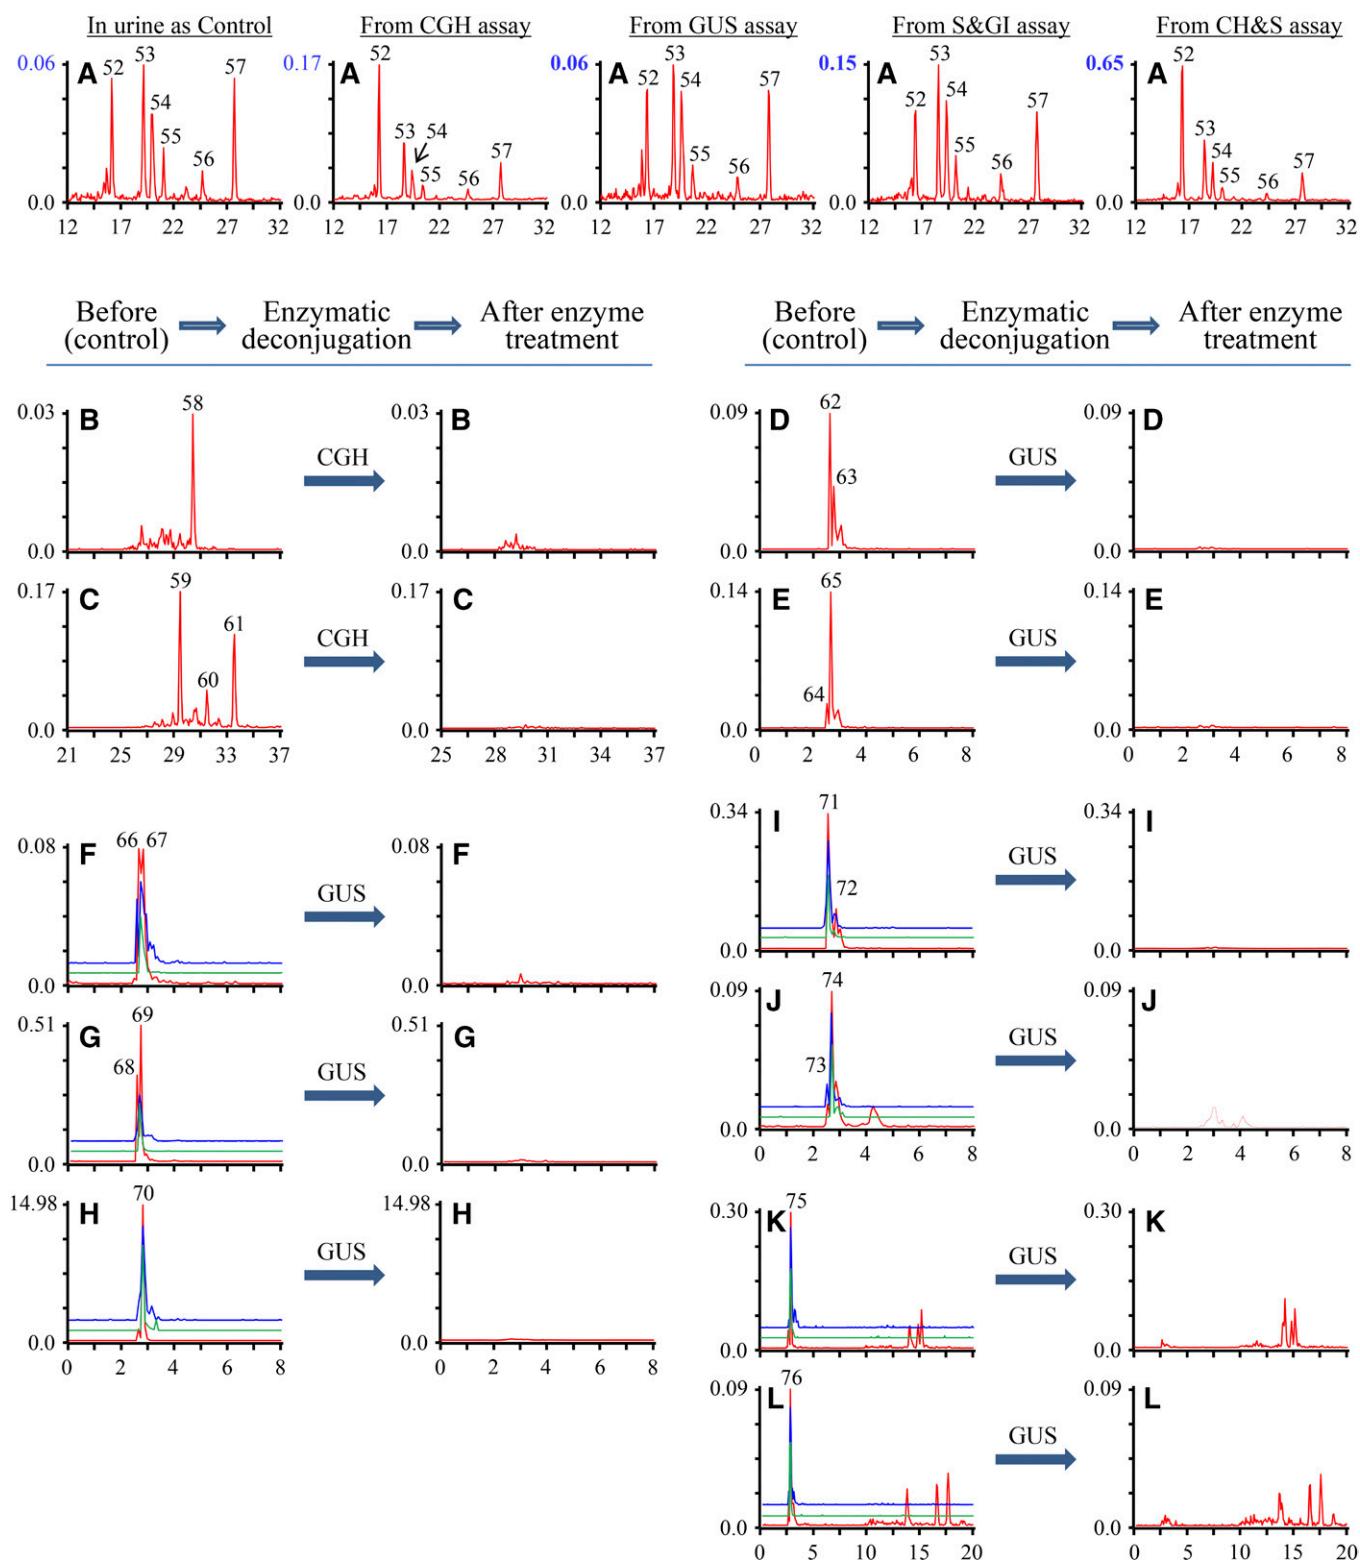 In urine as Control From CGH assay From GUS assay From S&GI assay From CH&S assay
0.06 A 52 53 54 55 56 57 0.0
12 17 22 27 32
0.17 A 52 53 54 55 56 57 0.0
12 17 22 27 32
0.06 A 52 53 54 55 56 57 0.0
12 17 22 27 32
0.15 A 52 53 54 55 56 57 0.0
12 17 22 27 32
0.65 A 52 53 54 55 56 57 0.0
12 17 22 27 32
Before Enzymatic After enzyme
(control) deconjugation treatment
Before Enzymatic After enzyme
(control) deconjugation treatment
0.03 B 58 0.0
CGH
0.03 B 0.0
0.09 D 62 63 0.0
GUS
0.09 D 0.0
0.17 C 59 60 61 0.0
21 25 29 33 37
CGH
0.17 C 0.0
25 29 34 33 37
0.14 E 64 65 0.0
0 2 4 6 8
GUS
0.14 E 0.0
0 2 4 6 8
0.08 F 66 67 0.0
GUS
0.08 F 0.0
0.34 I 71 72 0.0
GUS
0.34 I 0.0
0.51 G 68 69 0.0
GUS
0.51 G 0.0
0.09 J 73 74 0.0
0 2 4 6 8
GUS
0.09 J 0.0
0 2 4 6 8
14.98 H 70 0.0
0 2 4 6 8
GUS
14.98 H 0.0
0 2 4 6 8
0.30 K 75 0.0
GUS
0.30 K 0.0
0.09 L 76 0.0
0 5 10 15 20
GUS
0.09 L 0.0
0 5 10 15 20